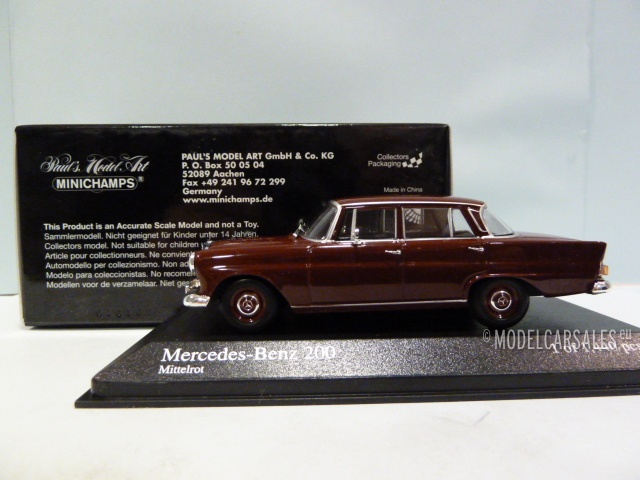 Paul's Model Art
MINICHAMPS
PAUL'S MODEL ART GmbH & Co. KG
P. O. Box 50 05 04
52089 Aachen
Fax +49 241 96 72 299
Germany
www.minichamps.de
Collectors
Packaging
Made in China
This Product is an Accurate Scale Model and not a Toy.
Sammlermodell. Nicht geeignet für Kinder unter 14 Jahren.
Collectors model. Not suitable for children
Article pour collectionneurs. Ne convient
Automodello per collezionismo. Non
Modelo para coleccionistas. No
Modellen voor de verzamelaar. Niet
Mercedes-Benz 200
Mittelrot
1 of
© MODELCARSALES.EU